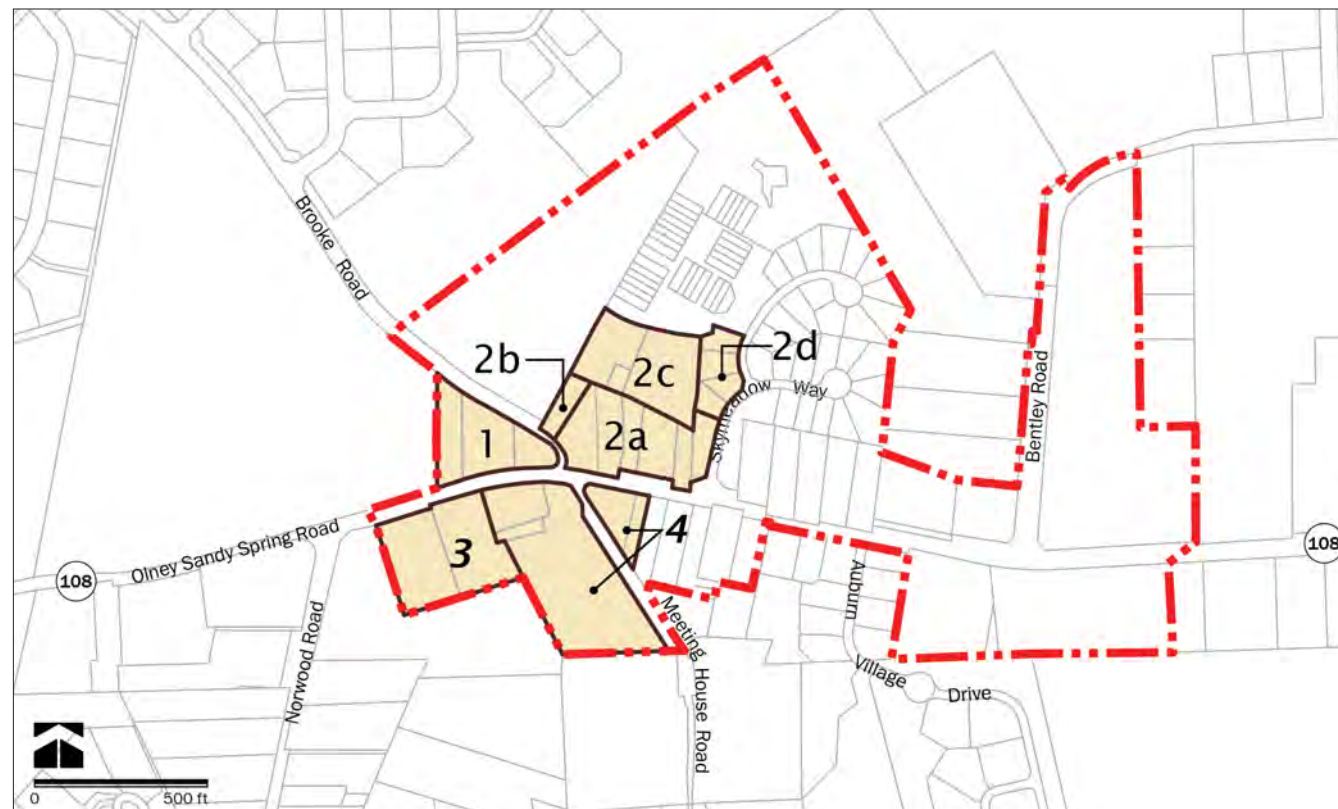 Brooke Road
2b
2c
2d
Skymeadow Way
1
2a
Bentley Road
3
4
Olney Sandy Spring Road
108
108
Norwood Road
Meeting House Road
Auburn
Village
Drive
0
500 ft